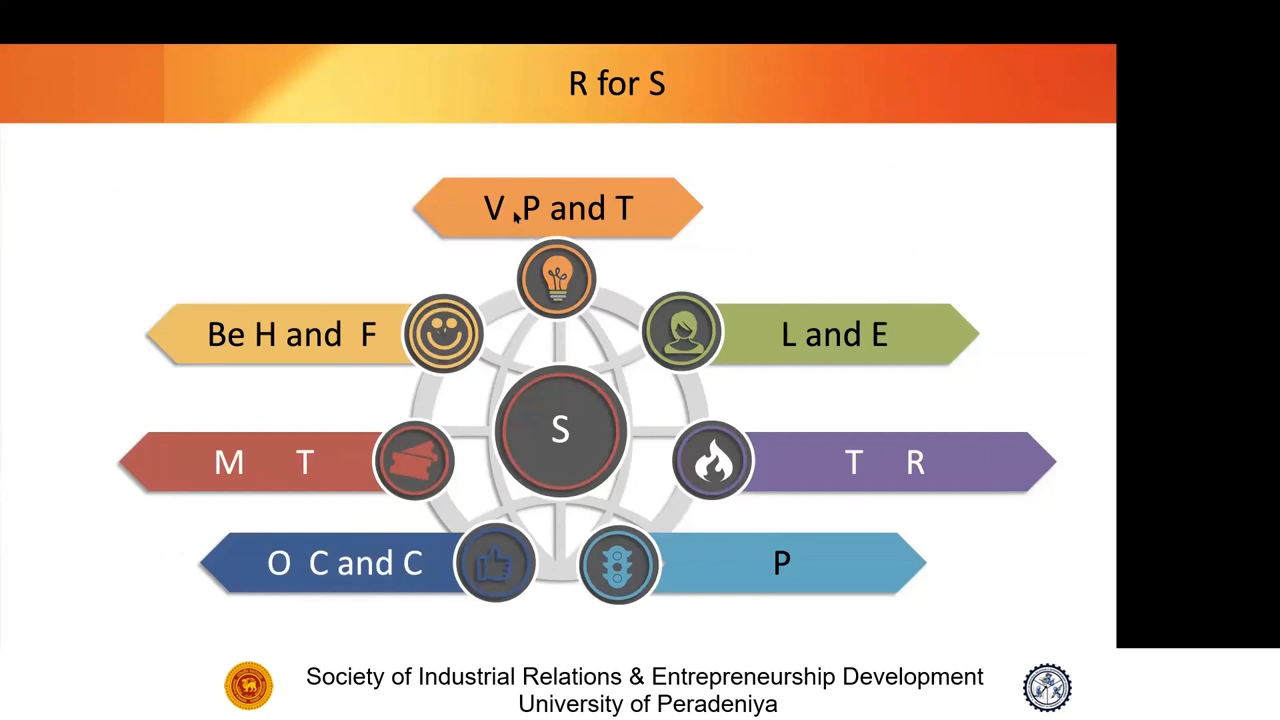 R for S
V P and T
Be H and F
L and E
S
M T
T R
O C and C
P
Society of Industrial Relations & Entrepreneurship Development
University of Peradeniya